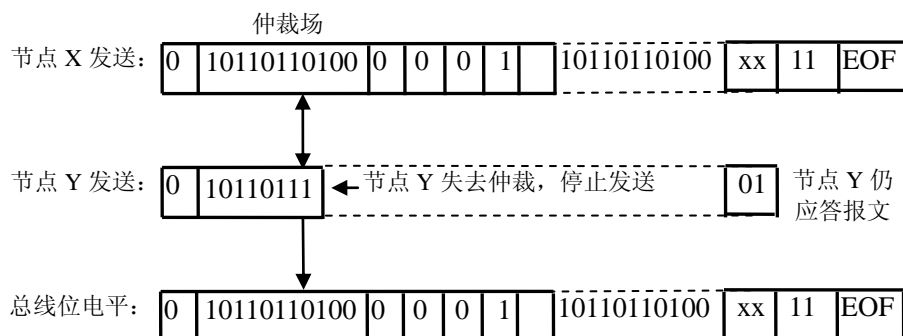 仲裁场
节点 X 发送: 0 10110110100 0 0 0 1 10110110100 xx 11 EOF
节点 Y 发送: 0 10110111 节点 Y 失去仲裁，停止发送 01 节点 Y 仍
应答报文
总线位电平: 0 10110110100 0 0 0 1 10110110100 xx 11 EOF